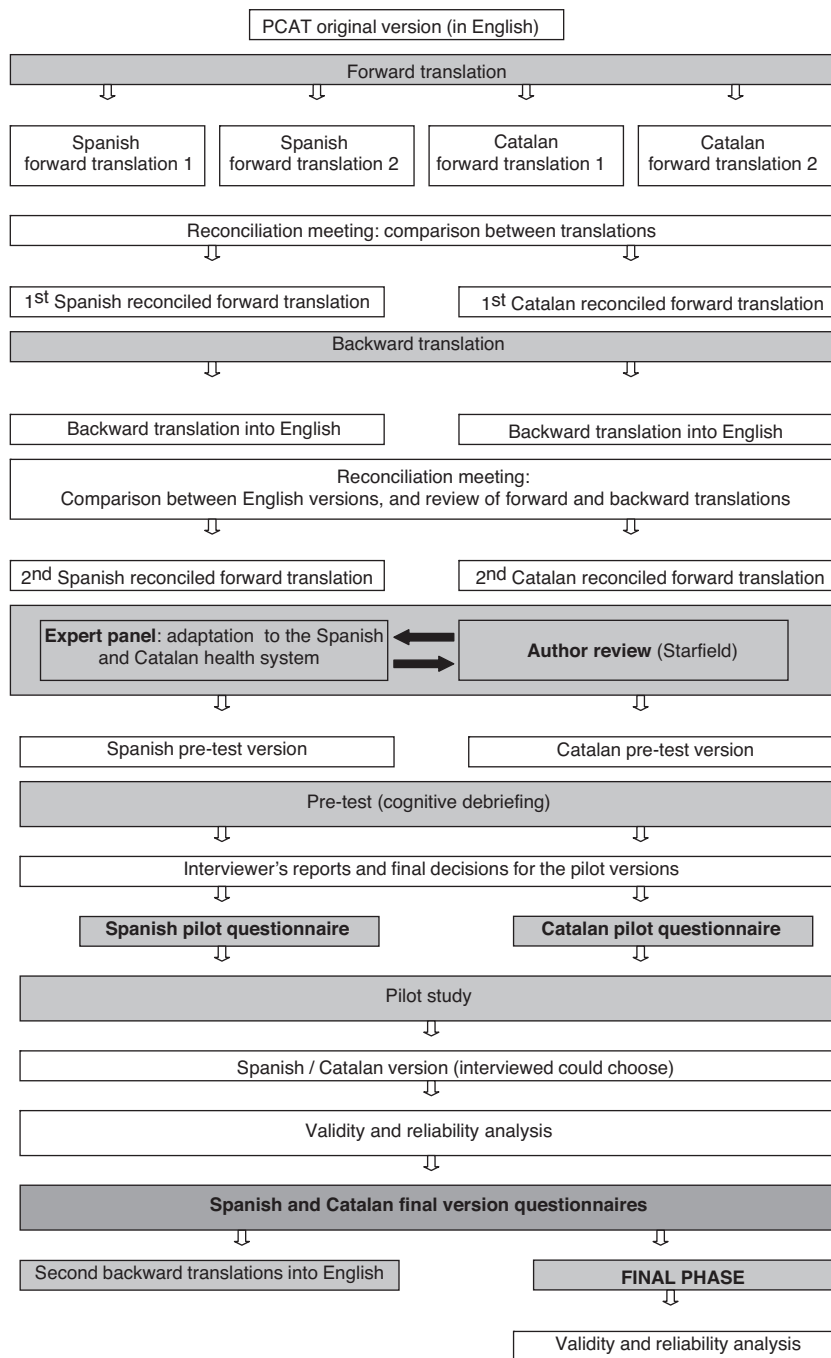 PCAT original version (in English)
Forward translation
Spanish
forward translation 1
Spanish
forward translation 2
Catalan
forward translation 1
Catalan
forward translation 2
Reconciliation meeting: comparison between translations
1st Spanish reconciled forward translation
1st Catalan reconciled forward translation
Backward translation
Backward translation into English
Backward translation into English
Reconciliation meeting:
Comparison between English versions, and review of forward and backward translations
2nd Spanish reconciled forward translation
2nd Catalan reconciled forward translation
Expert panel: adaptation to the Spanish
and Catalan health system
Author review (Starfield)
Spanish pre-test version
Catalan pre-test version
Pre-test (cognitive debriefing)
Interviewer's reports and final decisions for the pilot versions
Spanish pilot questionnaire
Catalan pilot questionnaire
Pilot study
Spanish / Catalan version (interviewed could choose)
Validity and reliability analysis
Spanish and Catalan final version questionnaires
Second backward translations into English
FINAL PHASE
Validity and reliability analysis